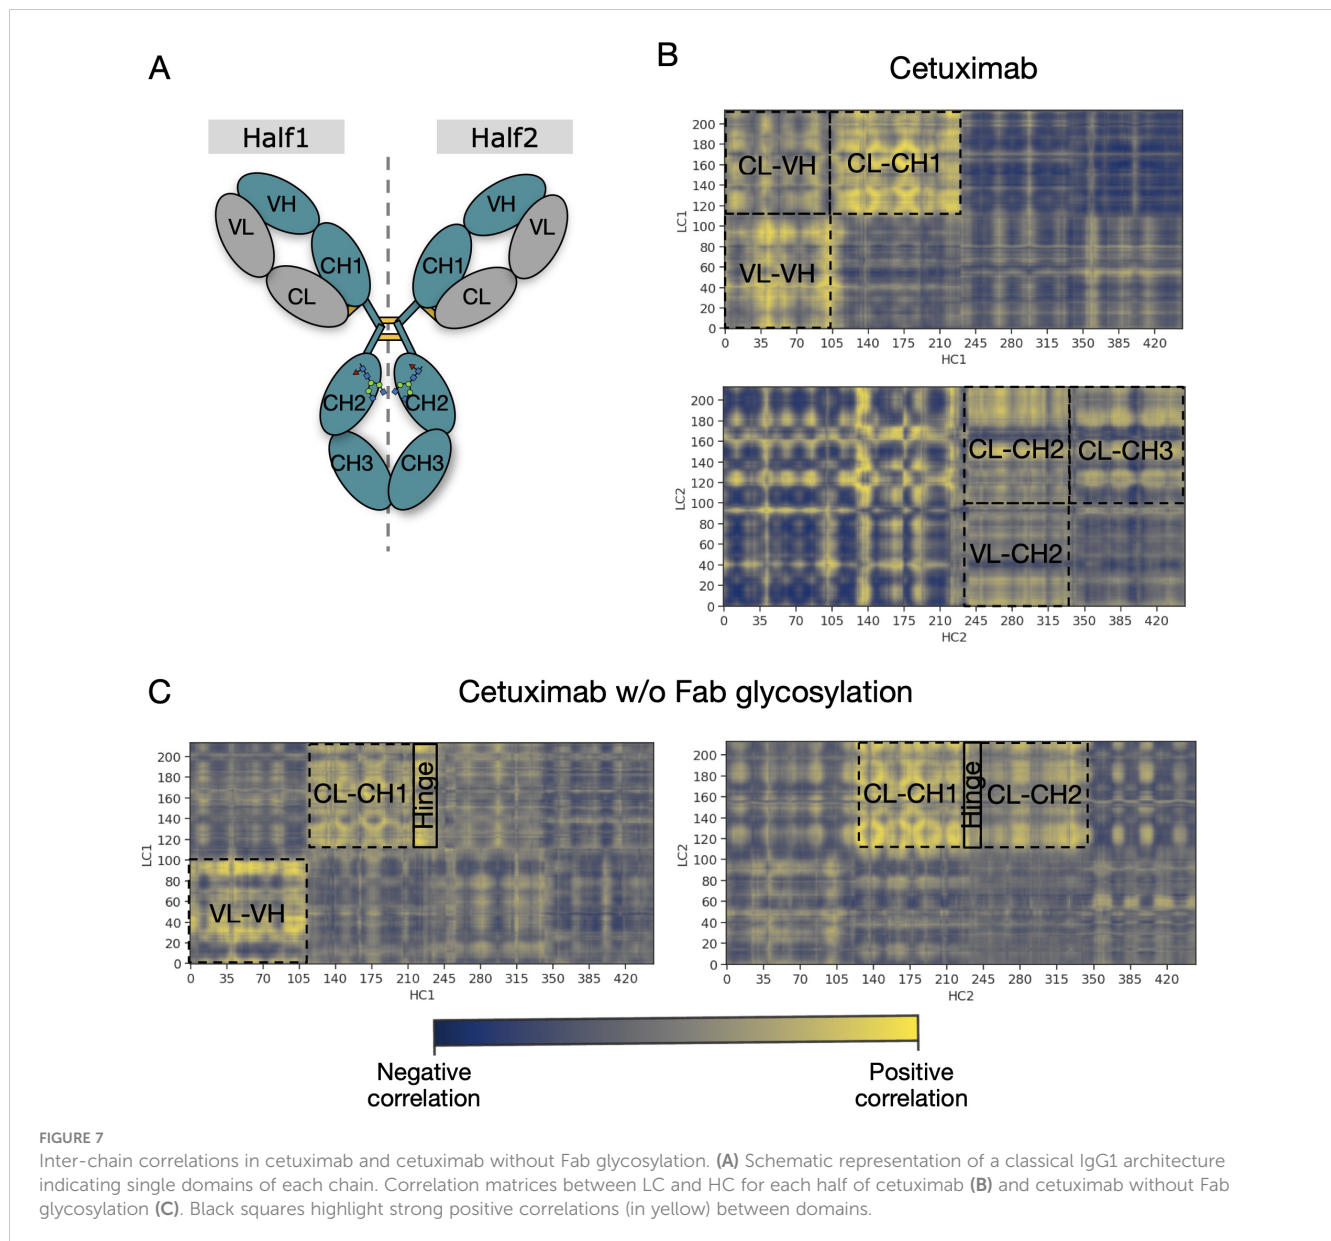 A
Half1
Half2
VH
VH
VL
VL
CH1
CH1
CL
CL
CH2
CH2
CH3
CH3
B
Cetuximab
200
180
160
140
120
100
80
60
40
20
0
LC1
CL-VH
CL-CH1
VL-VH
0 35 70 105 140 175 210 245 280 315 350 385 420
HC1
200
180
160
140
120
100
80
60
40
20
0
LC2
CL-CH2
CL-CH3
VL-CH2
0 35 70 105 140 175 210 245 280 315 350 385 420
HC2
C
Cetuximab w/o Fab glycosylation
200
180
160
140
120
100
80
60
40
20
0
LC1
CL-CH1
Hinge
VL-VH
0 35 70 105 140 175 210 245 280 315 350 385 420
HC1
200
180
160
140
120
100
80
60
40
20
0
LC2
CL-CH1
Hinge
CL-CH2
0 35 70 105 140 175 210 245 280 315 350 385 420
HC2
Negative
correlation
Positive
correlation
FIGURE 7
Inter-chain correlations in cetuximab and cetuximab without Fab glycosylation. (A) Schematic representation of a classical IgG1 architecture
indicating single domains of each chain. Correlation matrices between LC and HC for each half of cetuximab (B) and cetuximab without Fab
glycosylation (C). Black squares highlight strong positive correlations (in yellow) between domains.